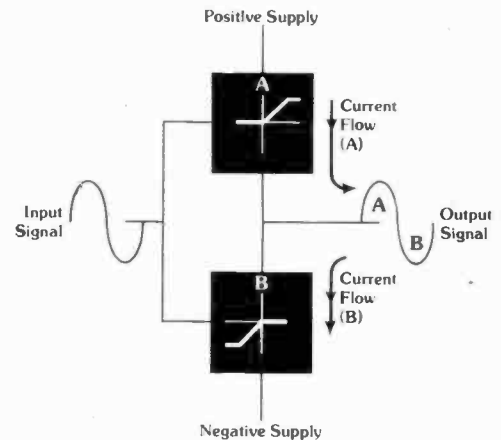 Positive Supply
A
Current
Flow
(A)
Input
Signal
A
B
Output
Signal
B
Current
Flow
(B)
Negative Supply